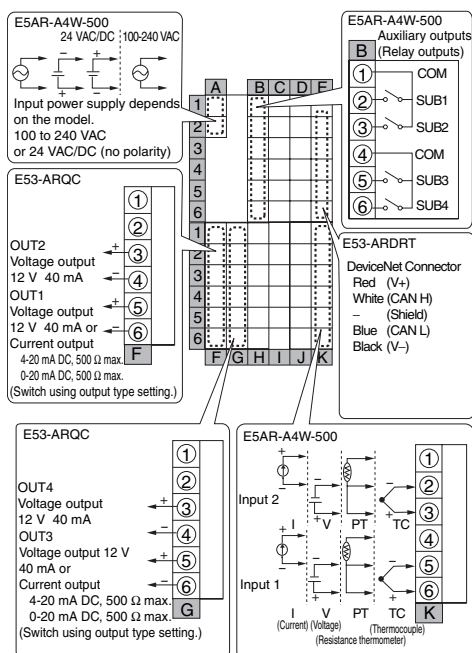 E5AR-A4W-500
24 VAC/DC 100-240 VAC
− − +
+ + −
Input power supply depends
on the model.
100 to 240 VAC
or 24 VAC/DC (no polarity)
A B C D E
1
2
3
4
5
6
1
2
3
4
5
6
F G H I J K
E5AR-A4W-500
Auxiliary outputs
(Relay outputs)
B
1 COM
2 SUB1
3 SUB2
4 COM
5 SUB3
6 SUB4
E53-ARQC
1
2
OUT2 + 3
Voltage output
12 V 40 mA − 4
OUT1 + 5
Voltage output
12 V 40 mA or − 6
Current output F
4-20 mA DC, 500 Ω max.
0-20 mA DC, 500 Ω max.
(Switch using output type setting.)
E53-ARDRT
DeviceNet Connector
Red (V+)
White (CAN H)
– (Shield)
Blue (CAN L)
Black (V–)
E53-ARQC
1
OUT4 2
Voltage output + 3
12 V 40 mA
OUT3 − 4
Voltage output 12 V + 5
40 mA or
Current output − 6
4-20 mA DC, 500 Ω max.
0-20 mA DC, 500 Ω max. G
(Switch using output type setting.)
E5AR-A4W-500
1
+ − − 2
Input 2 − + + 3
I V PT TC
4
+ − − 5
Input 1 − + + 6
I V PT TC K
(Current) (Voltage) (Thermocouple)
(Resistance thermometer)